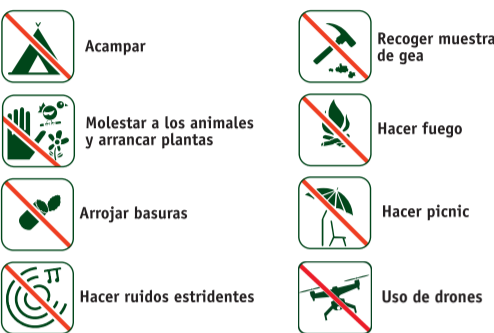 Acampar
Molestar a los animales
y arrancar plantas
Arrojar basuras
Hacer ruidos estridentes
Recoger muestra
de gea
Hacer fuego
Hacer picnic
Uso de drones